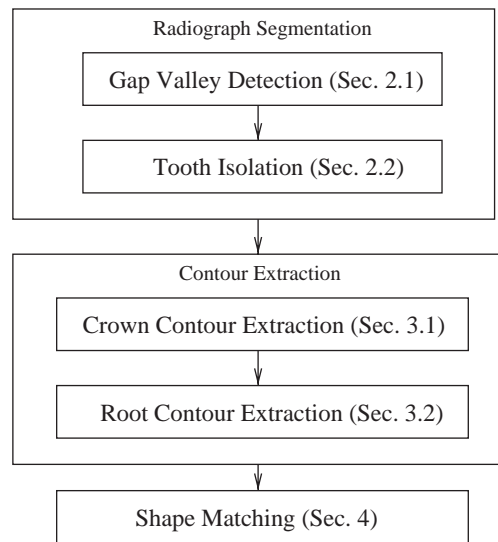 Radiograph Segmentation
Gap Valley Detection (Sec. 2.1)
Tooth Isolation (Sec. 2.2)
Contour Extraction
Crown Contour Extraction (Sec. 3.1)
Root Contour Extraction (Sec. 3.2)
Shape Matching (Sec. 4)